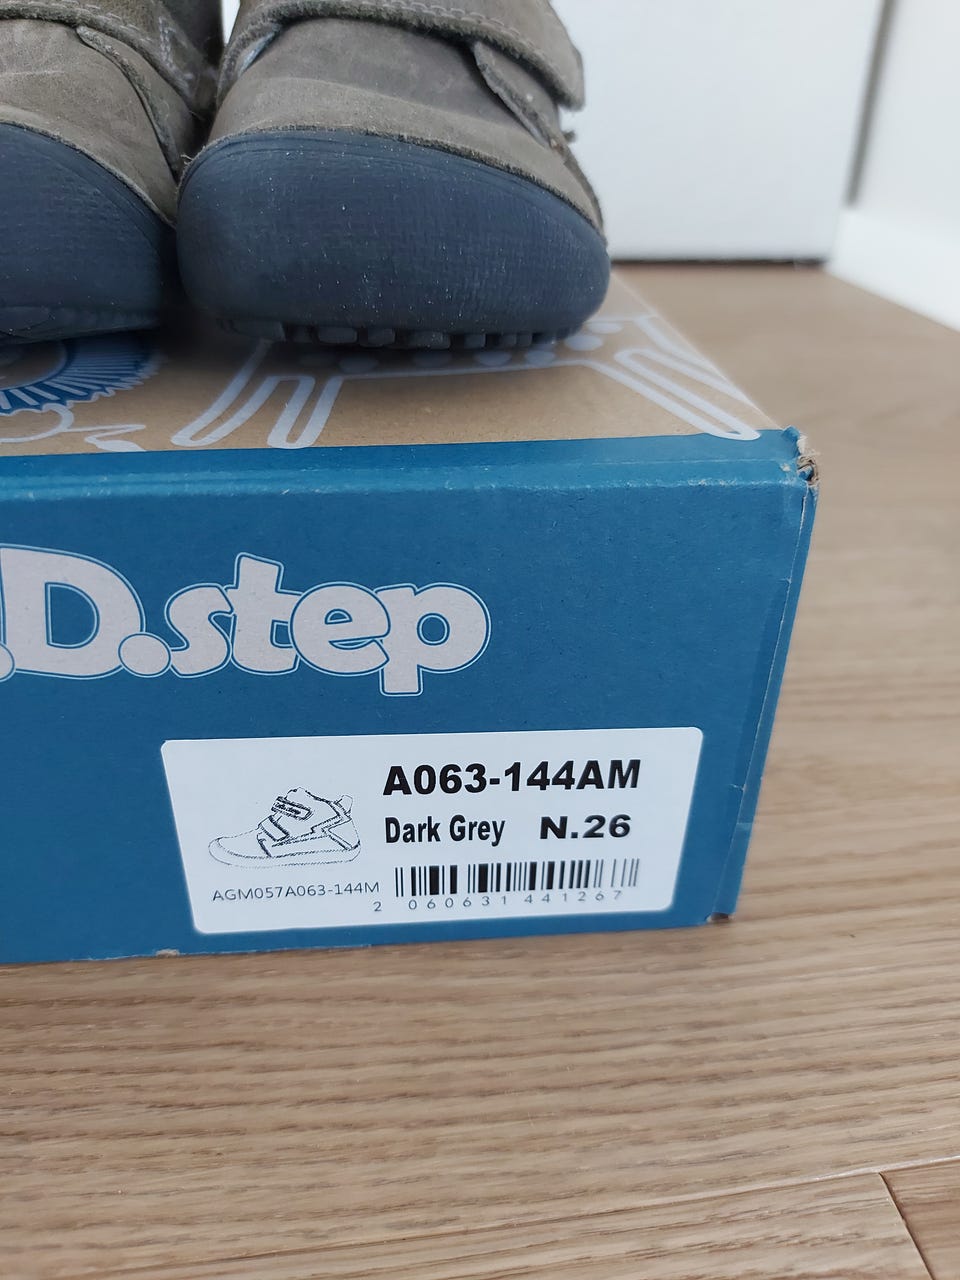 .D.step
A063-144AM
Dark Grey N.26
AGM057A063-144M
2 060631 441267